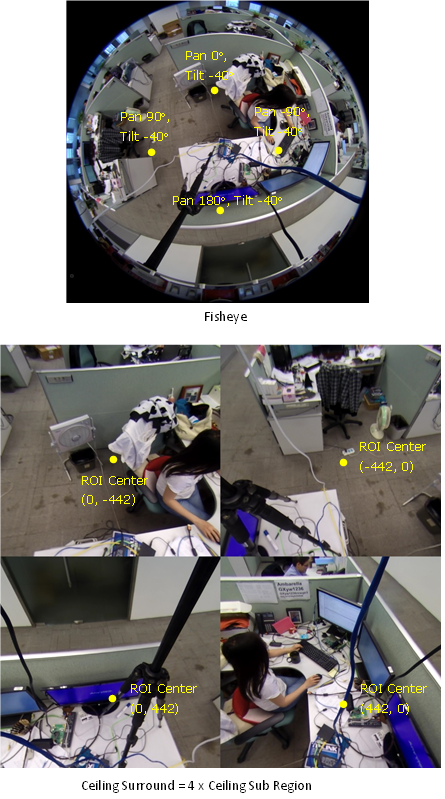 Pan 0°,
Tilt -40°
Pan 90°,
Tilt -40°
Pan -90°,
Tilt -40°
Pan 180°, Tilt -40°
Fisheye
ROI Center
(0, -442)
ROI Center
(-442, 0)
ROI Center
(0, 442)
ROI Center
(442, 0)
Ceiling Surround = 4 x Ceiling Sub Region